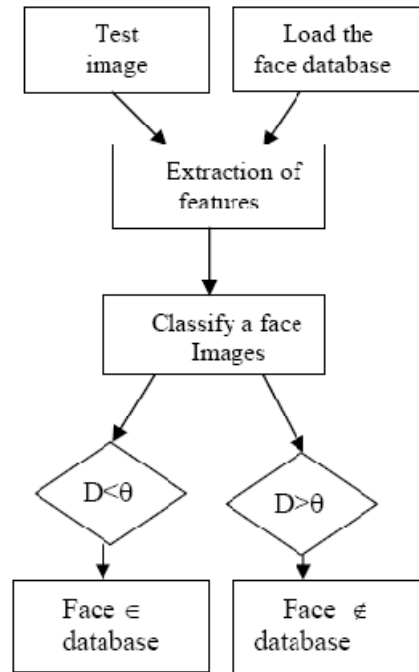 Test
image
Load the
face database
Extraction of
features
Classify a face
Images
D<θ
D>θ
Face ∈
database
Face ∉
database